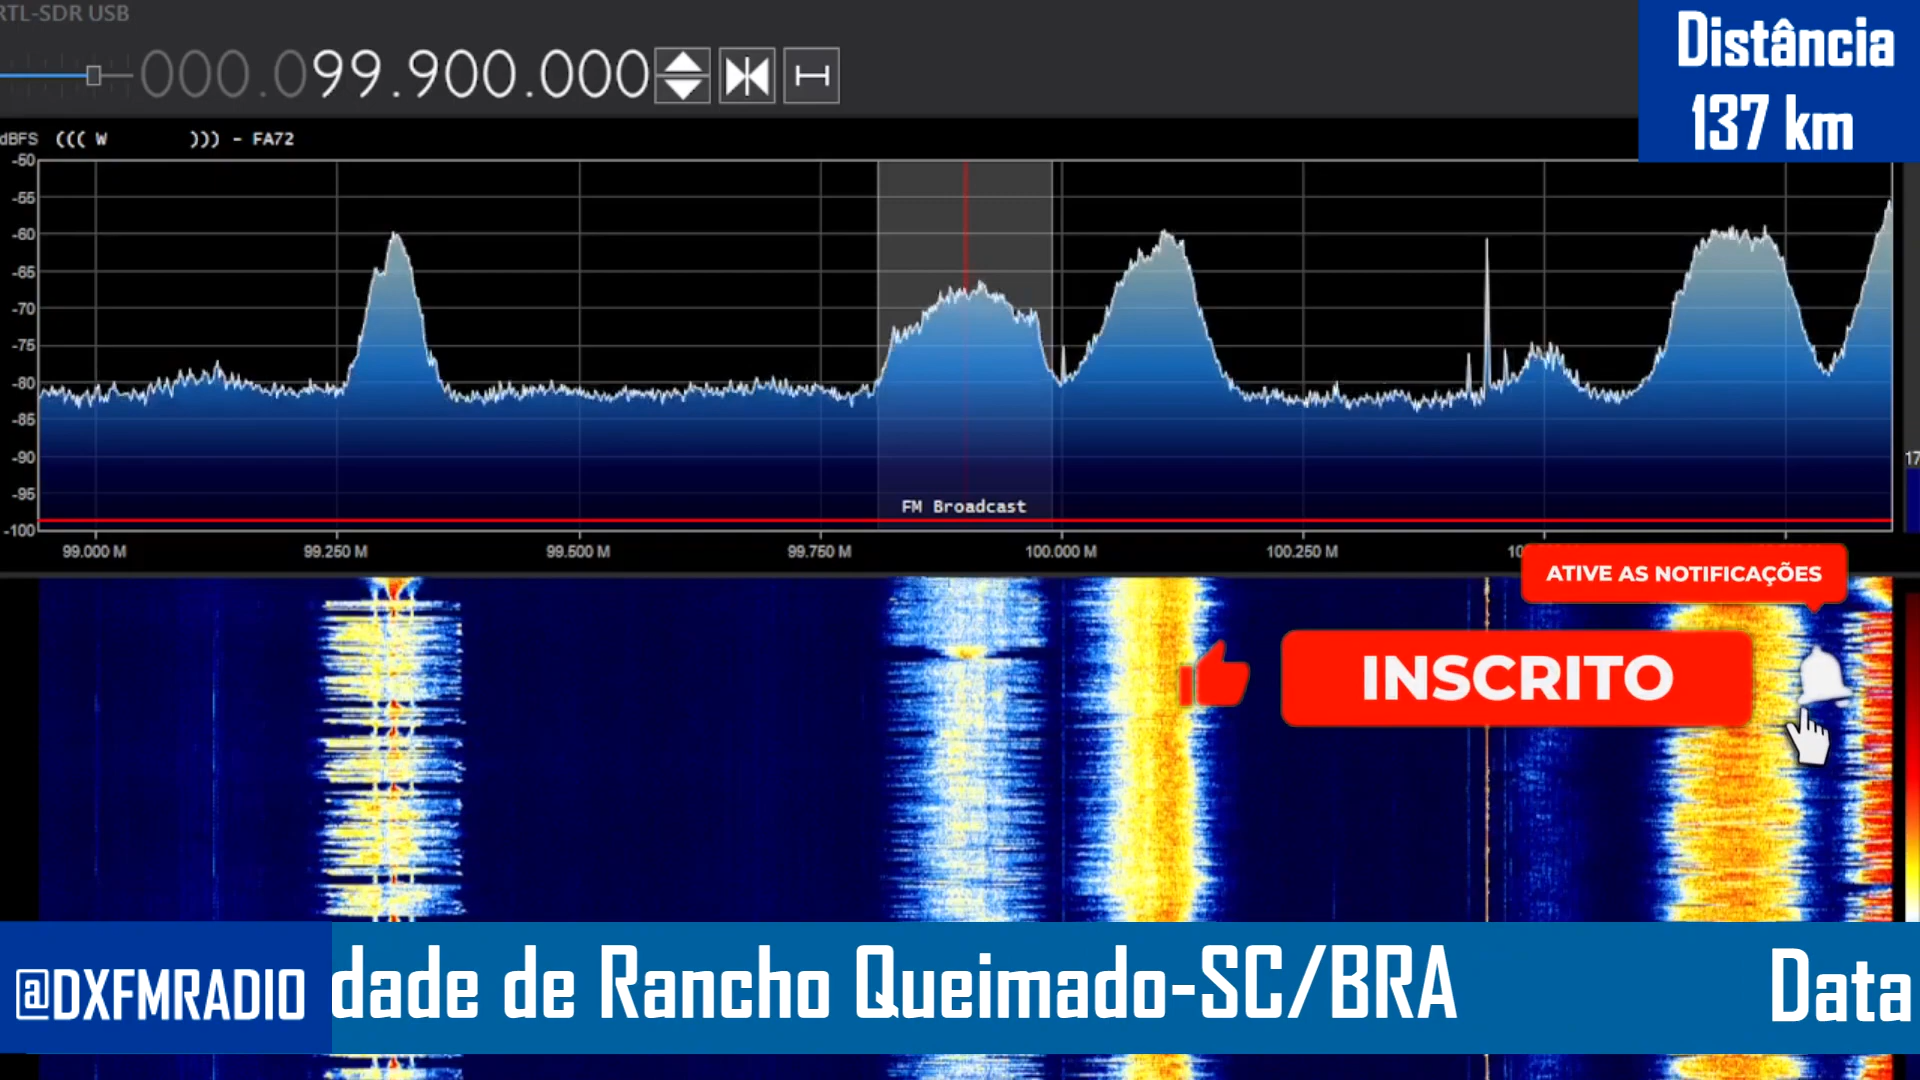 RTL-SDR USB
000.099.900.000
Distância
137 km
dBFS
((( W ))) - FA72
-50
-55
-60
-65
-70
-75
-80
-85
-90
-95
-100
17
FM Broadcast
99.000 M 99.250 M 99.500 M 99.750 M 100.000 M 100.250 M
ATIVE AS NOTIFICAÇÕES
INSCRITO
@DXFMRADIO
dade de Rancho Queimado-SC/BRA
Data